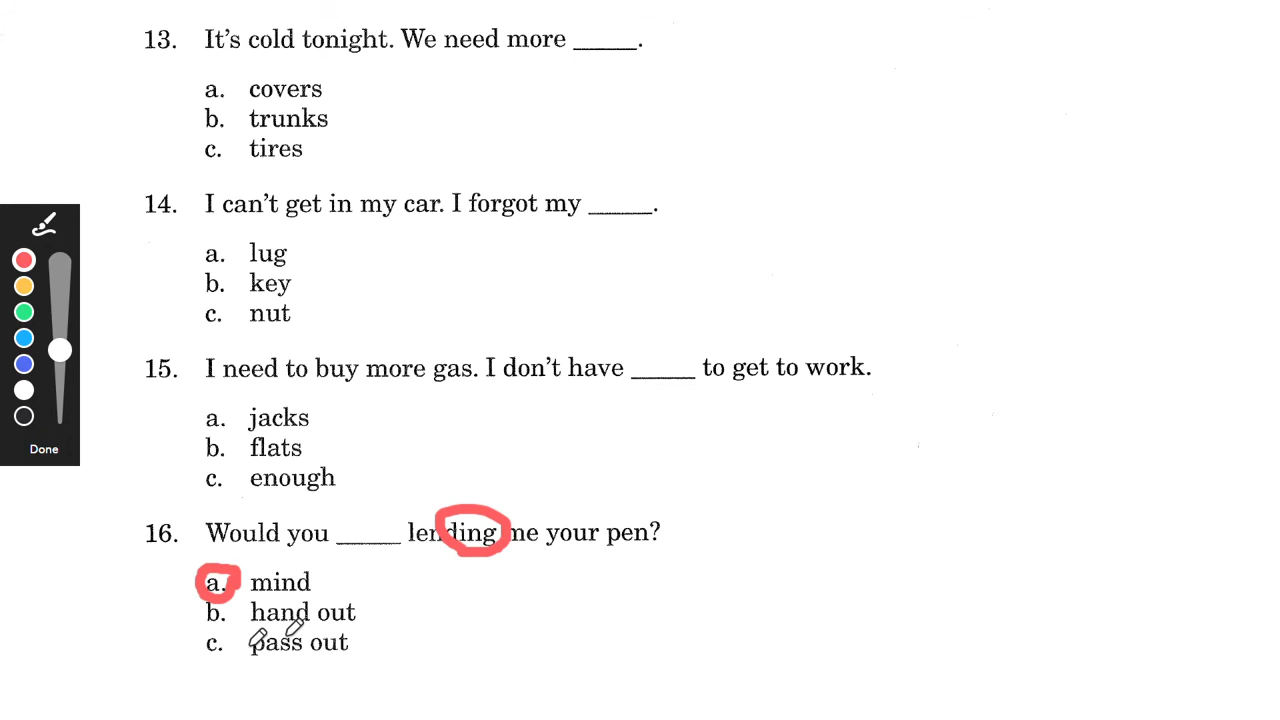 13. It's cold tonight. We need more _____.
a. covers
b. trunks
c. tires
14. I can't get in my car. I forgot my _____.
a. lug
b. key
c. nut
15. I need to buy more gas. I don't have _____ to get to work.
a. jacks
b. flats
c. enough
16. Would you _____ lending me your pen?
a. mind
b. hand out
c. pass out
Done